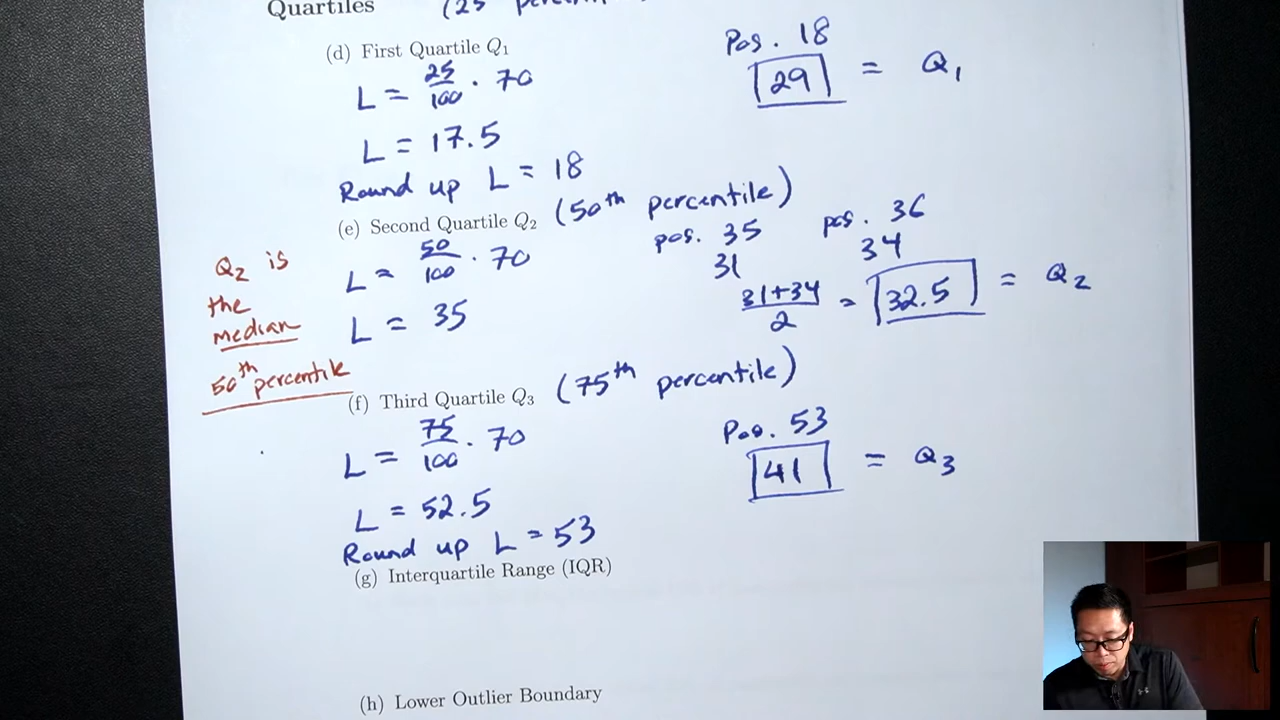 Quartiles (25 
(d) First Quartile Q₁
L = 25/100 · 70
L = 17.5
Round up L = 18
Pos. 18
29 = Q₁
(e) Second Quartile Q₂ (50th percentile)
L = 50/100 · 70
L = 35
pos. 35 pos. 36
31 34
31+34/2 = 32.5 = Q₂
Q₂ is
the
median
50th percentile
(f) Third Quartile Q₃ (75th percentile)
L = 75/100 · 70
L = 52.5
Round up L = 53
Pos. 53
41 = Q₃
(g) Interquartile Range (IQR)
(h) Lower Outlier Boundary